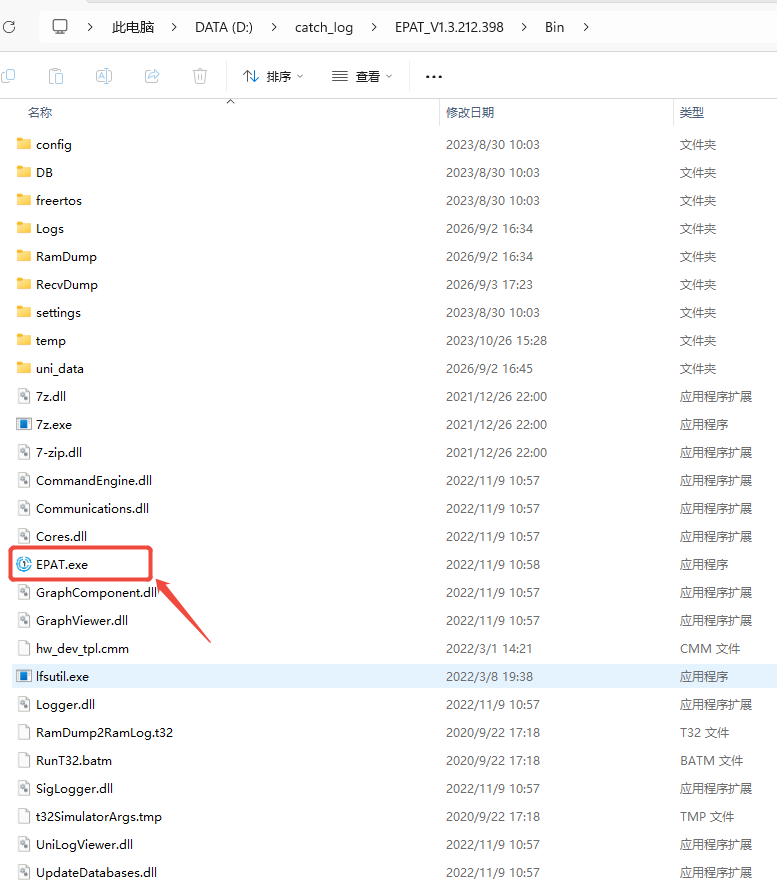 此电脑 DATA (D:) catch_log EPAT_V1.3.212.398 Bin
排序 查看
名称 修改日期 类型
config 2023/8/30 10:03 文件夹
DB 2023/8/30 10:03 文件夹
freertos 2023/8/30 10:03 文件夹
Logs 2026/9/2 16:34 文件夹
RamDump 2026/9/2 16:34 文件夹
RecvDump 2026/9/3 17:23 文件夹
settings 2023/8/30 10:03 文件夹
temp 2023/10/26 15:28 文件夹
uni_data 2026/9/2 16:45 文件夹
7z.dll 2021/12/26 22:00 应用程序扩展
7z.exe 2021/12/26 22:00 应用程序
7-zip.dll 2021/12/26 22:00 应用程序扩展
CommandEngine.dll 2022/11/9 10:57 应用程序扩展
Communications.dll 2022/11/9 10:57 应用程序扩展
Cores.dll 2022/11/9 10:57 应用程序扩展
EPAT.exe 2022/11/9 10:58 应用程序
GraphComponent.dll 2022/11/9 10:57 应用程序扩展
GraphViewer.dll 2022/11/9 10:57 应用程序扩展
hw_dev_tpl.cmm 2022/3/1 14:21 CMM 文件
lfsutil.exe 2022/3/8 19:38 应用程序
Logger.dll 2022/11/9 10:57 应用程序扩展
RamDump2RamLog.t32 2020/9/22 17:18 T32 文件
RunT32.batm 2020/9/22 17:18 BATM 文件
SigLogger.dll 2022/11/9 10:57 应用程序扩展
t32SimulatorArgs.tmp 2020/9/22 17:18 TMP 文件
UniLogViewer.dll 2022/11/9 10:57 应用程序扩展
UpdateDatabases.dll 2022/11/9 10:57 应用程序扩展